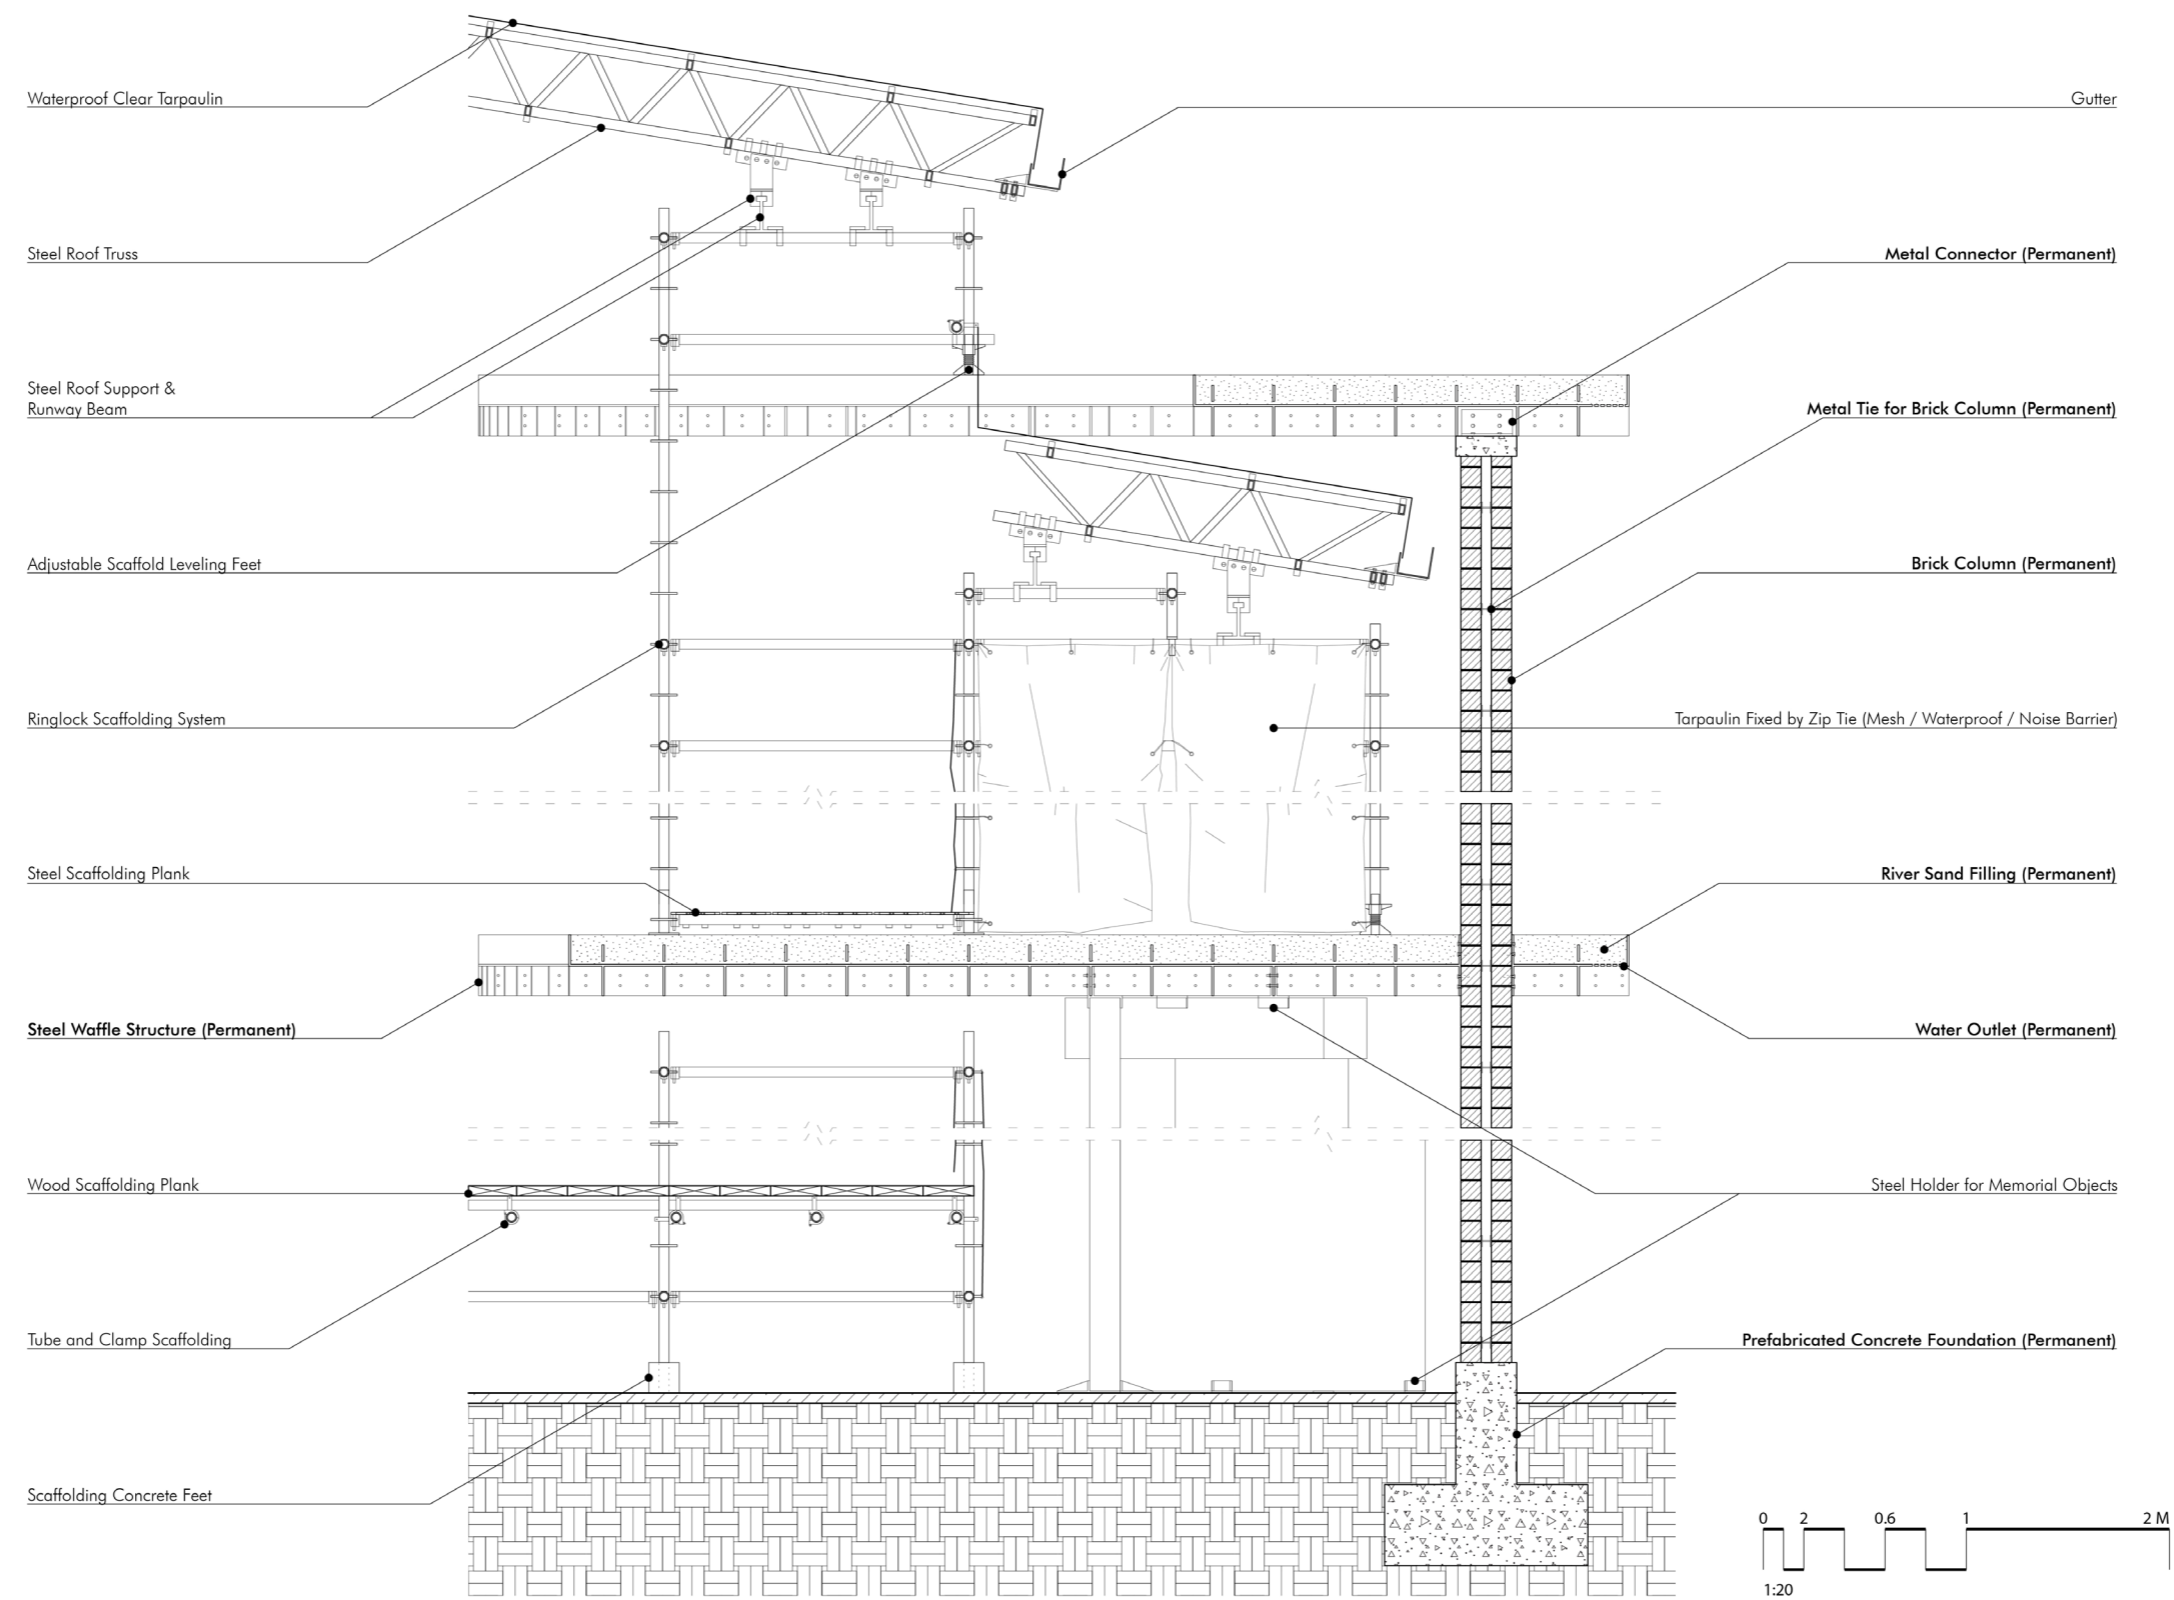 Waterproof Clear Tarpaulin
Gutter
Steel Roof Truss
Metal Connector (Permanent)
Steel Roof Support &
Runway Beam
Metal Tie for Brick Column (Permanent)
Adjustable Scaffold Leveling Feet
Brick Column (Permanent)
Ringlock Scaffolding System
Tarpaulin Fixed by Zip Tie (Mesh / Waterproof / Noise Barrier)
Steel Scaffolding Plank
River Sand Filling (Permanent)
Steel Waffle Structure (Permanent)
Water Outlet (Permanent)
Wood Scaffolding Plank
Steel Holder for Memorial Objects
Tube and Clamp Scaffolding
Prefabricated Concrete Foundation (Permanent)
Scaffolding Concrete Feet
0 2 0.6 1 2 M
1:20